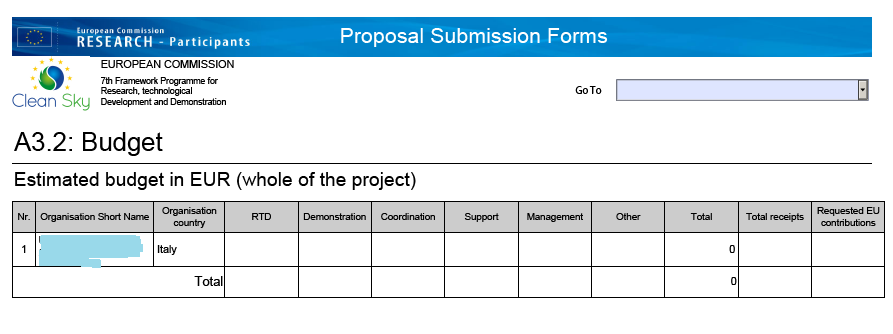 European Commission
RESEARCH - Participants
Proposal Submission Forms
Clean Sky
EUROPEAN COMMISSION
7th Framework Programme for
Research, technological
Development and Demonstration
Go To
A3.2: Budget
Estimated budget in EUR (whole of the project)
Nr. Organisation Short Name Organisation country RTD Demonstration Coordination Support Management Other Total Total receipts Requested EU contributions
1 Italy 0
Total 0